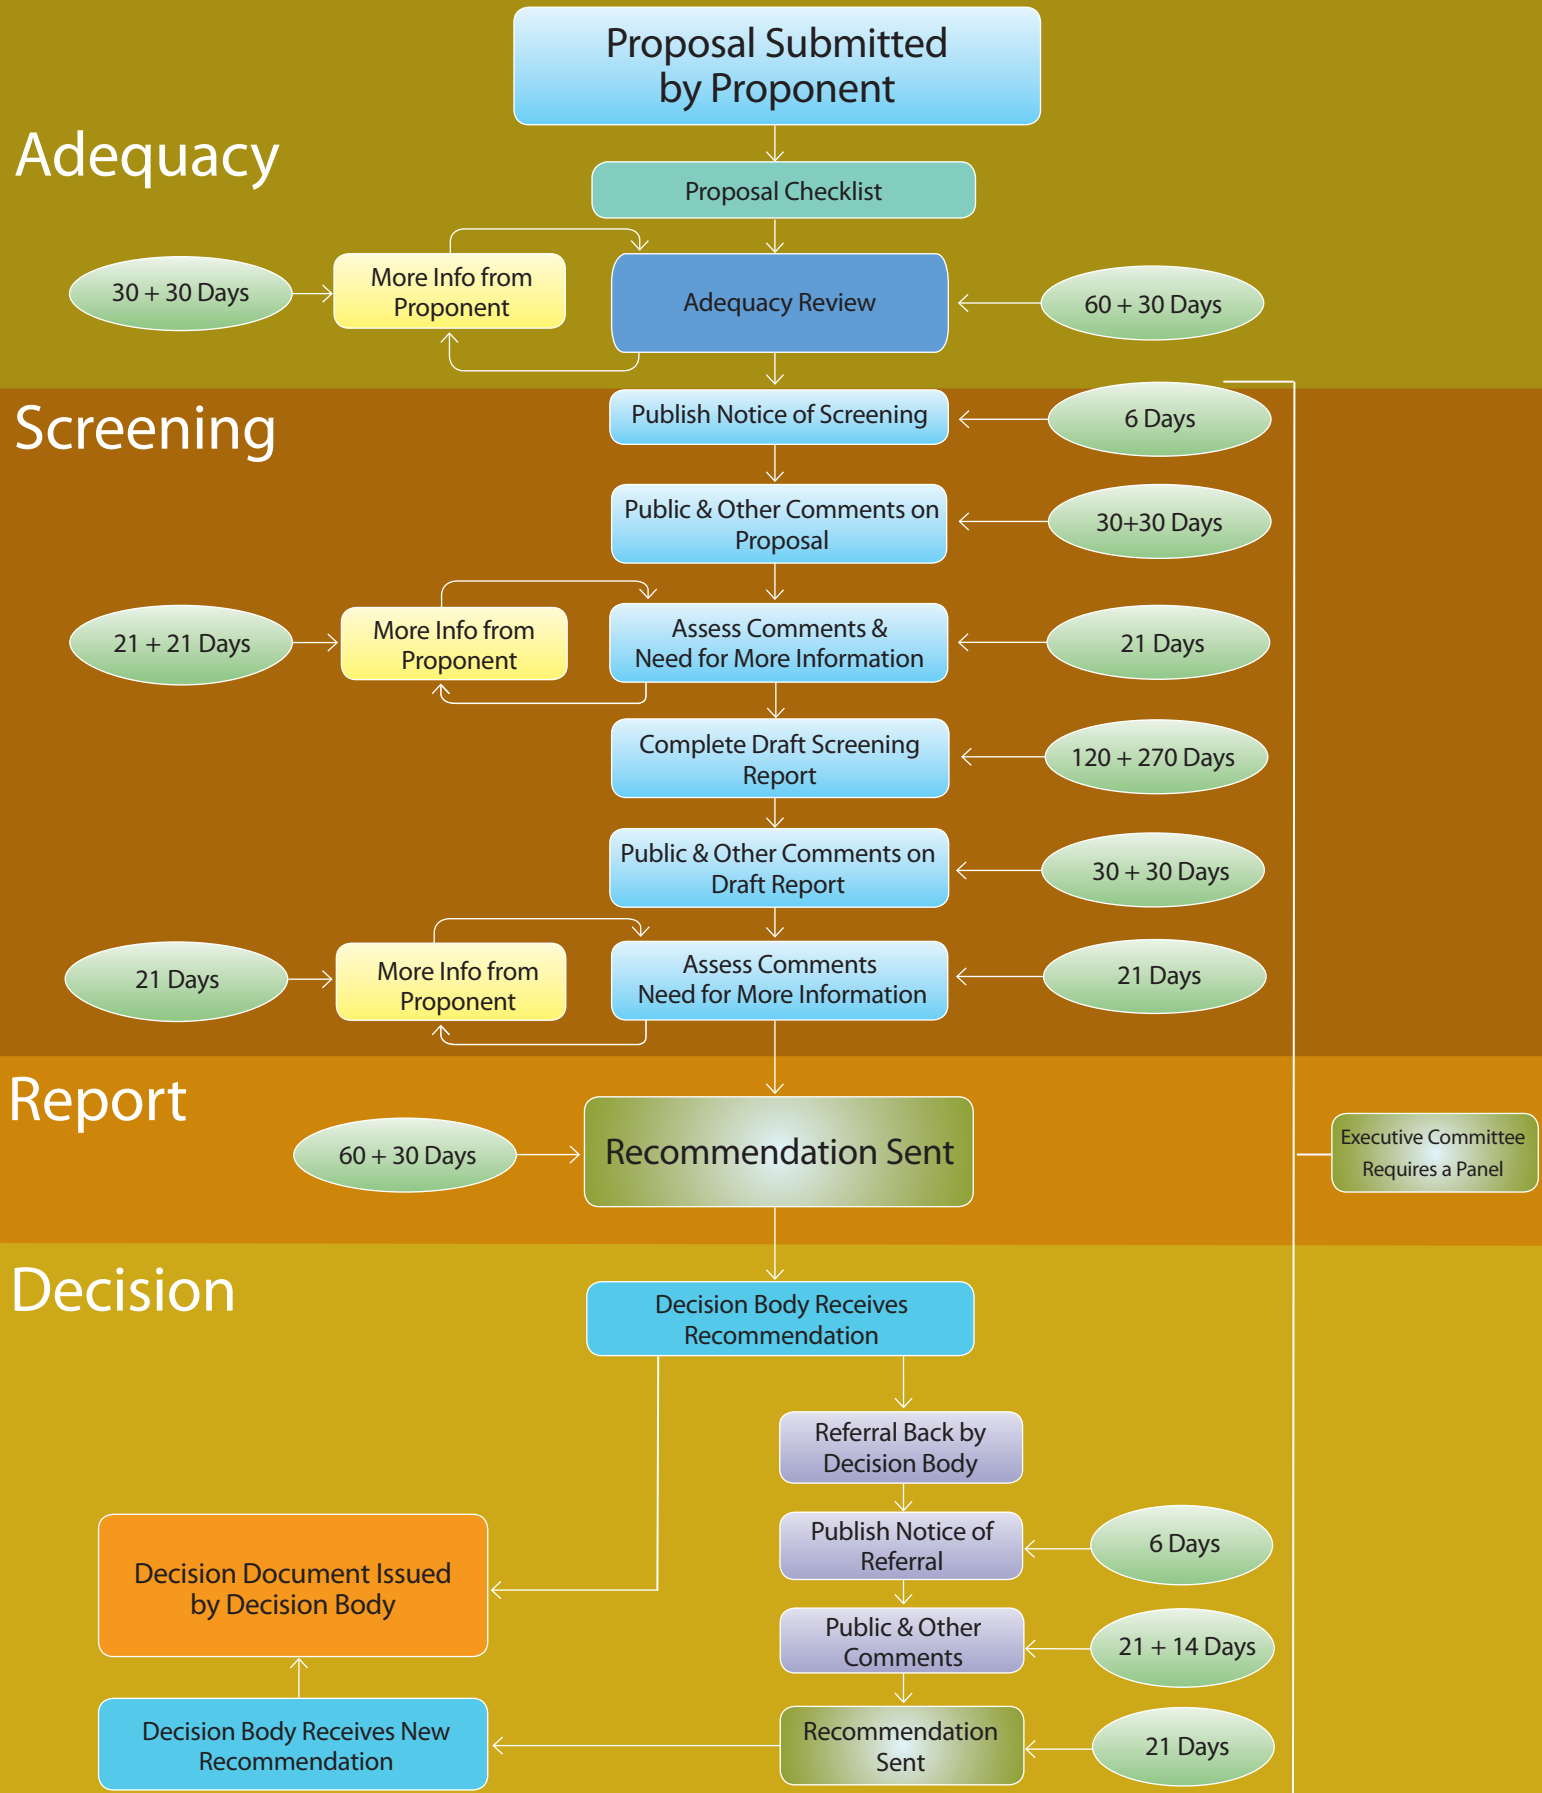 Proposal Submitted
by Proponent
Adequacy
Proposal Checklist
30 + 30 Days
More Info from
Proponent
Adequacy Review
60 + 30 Days
Screening
Publish Notice of Screening
6 Days
Public & Other Comments on
Proposal
30+30 Days
21 + 21 Days
More Info from
Proponent
Assess Comments &
Need for More Information
21 Days
Complete Draft Screening
Report
120 + 270 Days
Public & Other Comments on
Draft Report
30 + 30 Days
21 Days
More Info from
Proponent
Assess Comments
Need for More Information
21 Days
Report
60 + 30 Days
Recommendation Sent
Executive Committee
Requires a Panel
Decision
Decision Body Receives
Recommendation
Referral Back by
Decision Body
Publish Notice of
Referral
6 Days
Decision Document Issued
by Decision Body
Public & Other
Comments
21 + 14 Days
Decision Body Receives New
Recommendation
Recommendation
Sent
21 Days